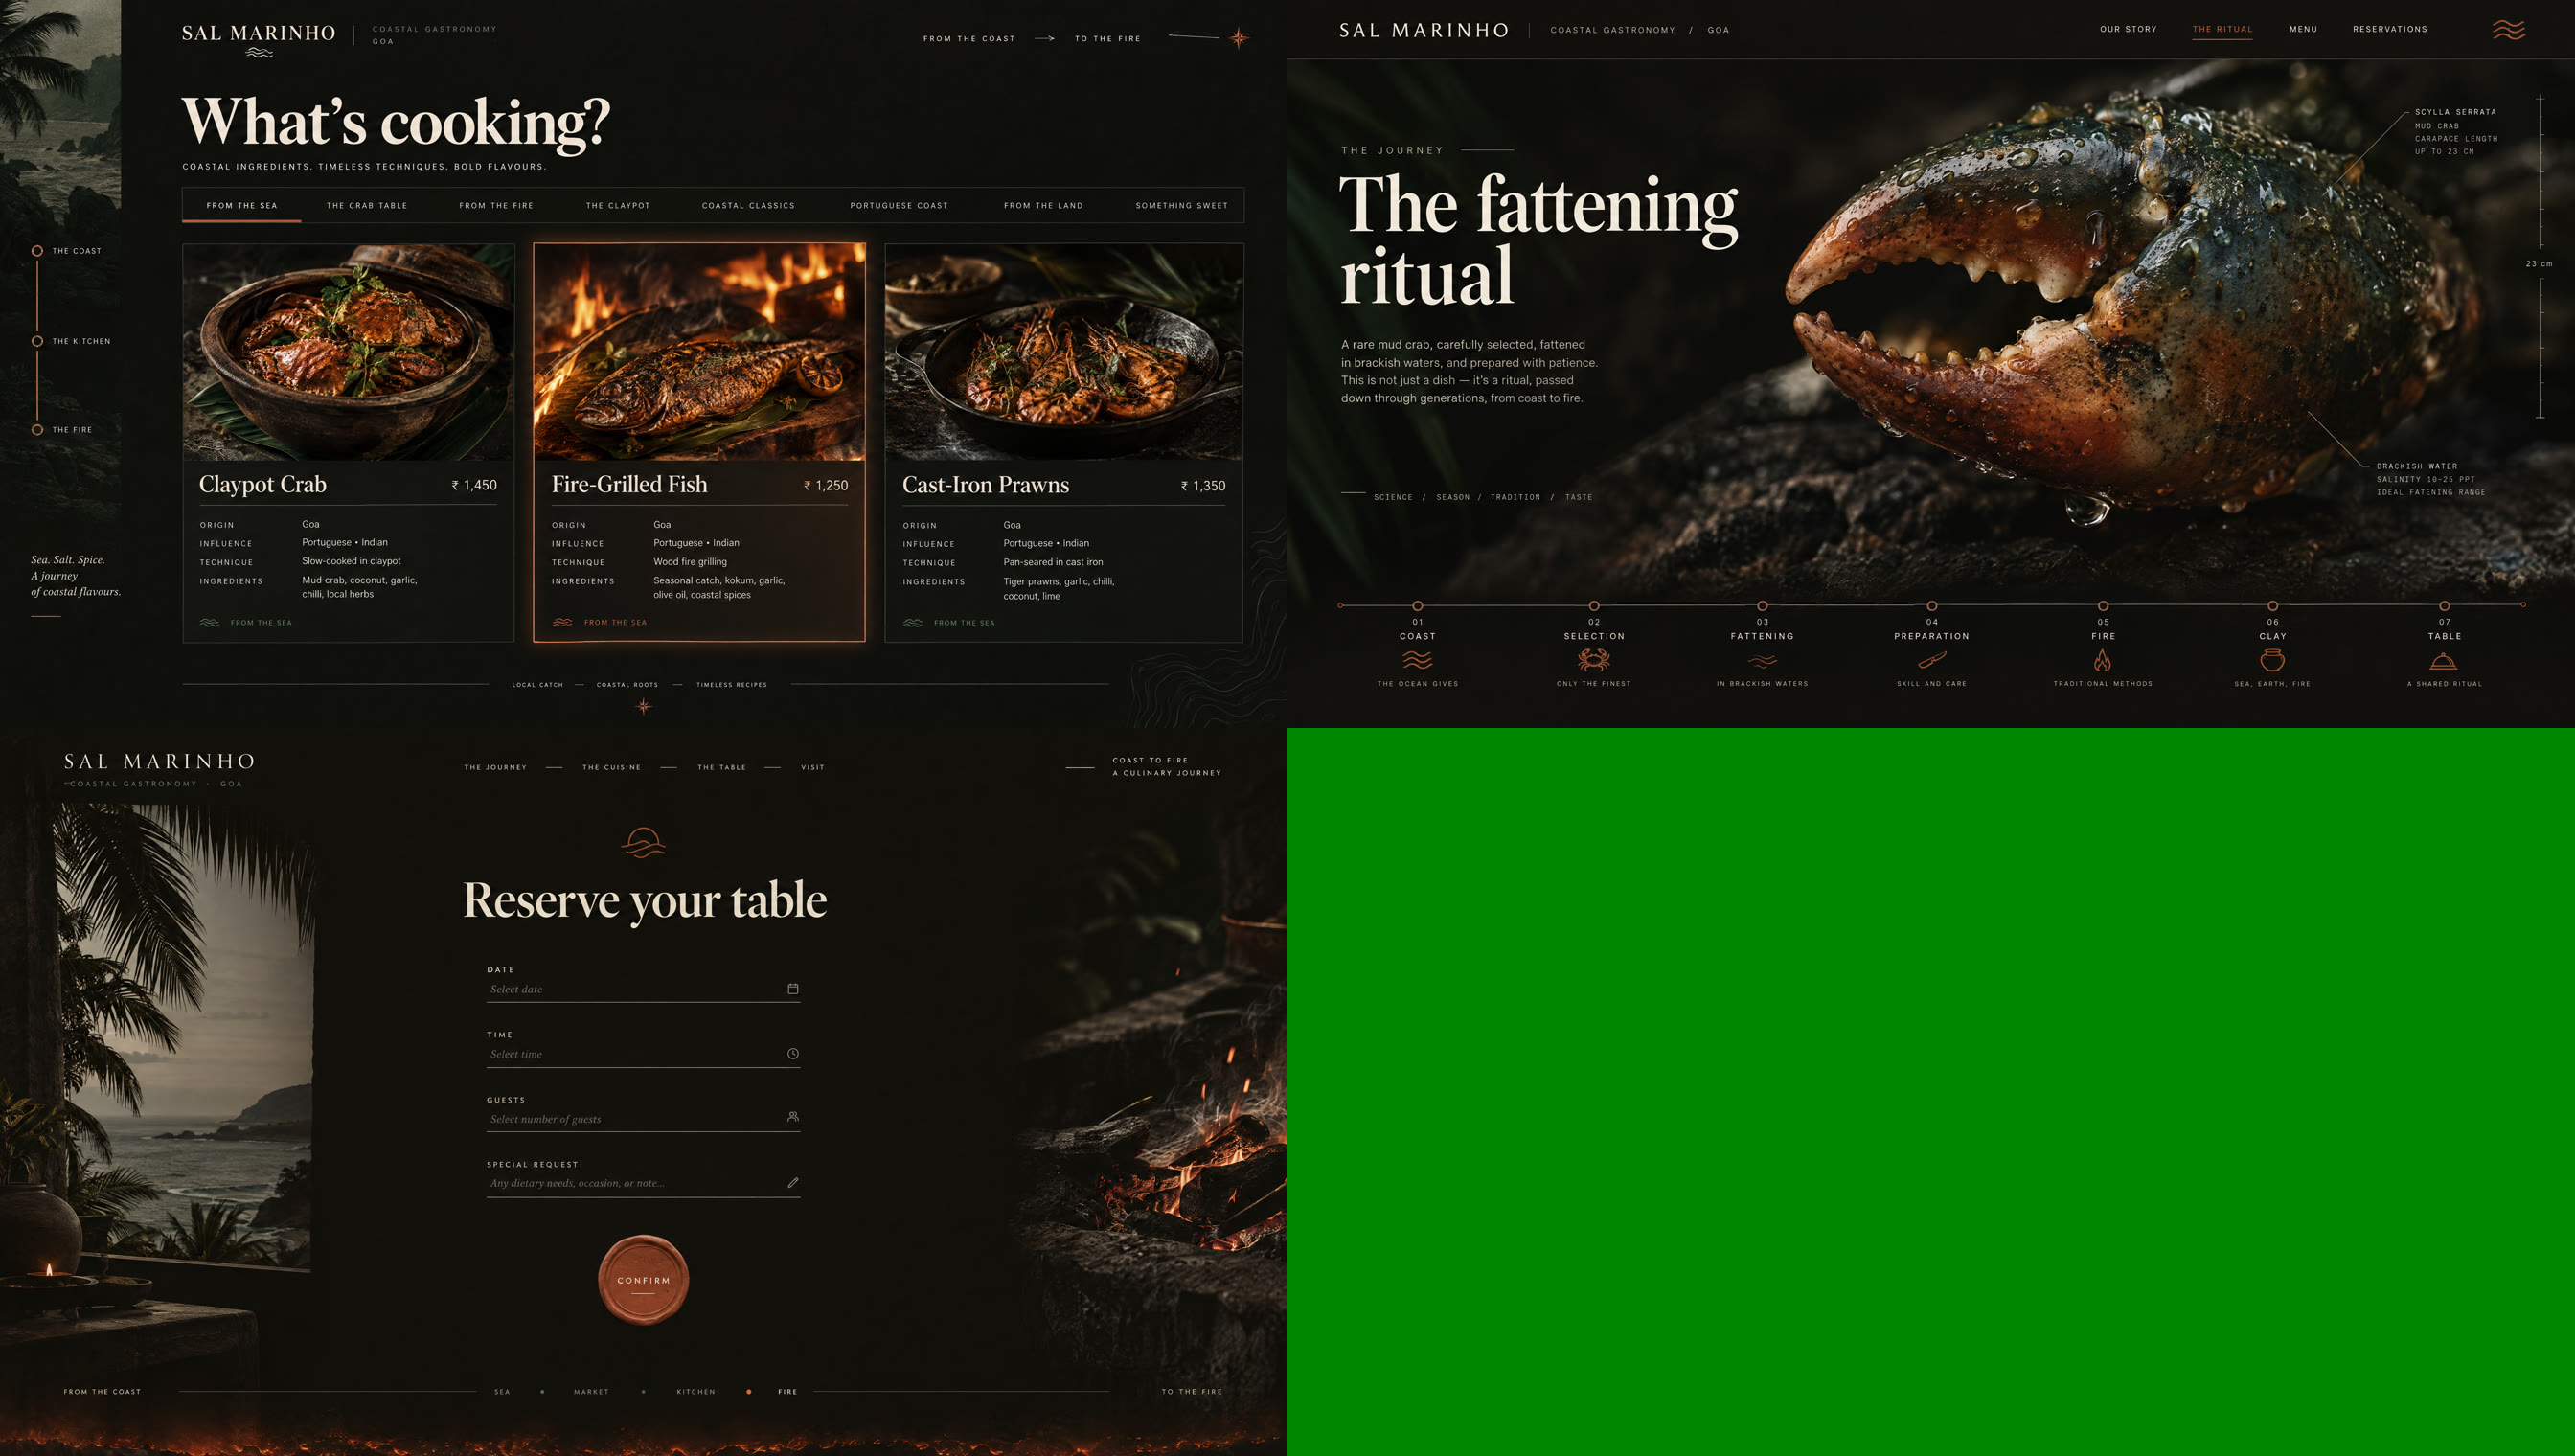 SAL MARINHO
COASTAL GASTRONOMY
GOA
FROM THE COAST
TO THE FIRE
What's cooking?
COASTAL INGREDIENTS. TIMELESS TECHNIQUES. BOLD FLAVOURS.
FROM THE SEA
THE CRAB TABLE
FROM THE FIRE
THE CLAYPOT
COASTAL CLASSICS
PORTUGUESE COAST
FROM THE LAND
SOMETHING SWEET
THE COAST
THE KITCHEN
THE FIRE
Sea. Salt. Spice.
A journey
of coastal flavours.
Claypot Crab ₹ 1,450
ORIGIN Goa
INFLUENCE Portuguese • Indian
TECHNIQUE Slow-cooked in claypot
INGREDIENTS Mud crab, coconut, garlic,
chilli, local herbs
FROM THE SEA
Fire-Grilled Fish ₹ 1,250
ORIGIN Goa
INFLUENCE Portuguese • Indian
TECHNIQUE Wood fire grilling
INGREDIENTS Seasonal catch, kokum, garlic,
olive oil, coastal spices
FROM THE SEA
Cast-Iron Prawns ₹ 1,350
ORIGIN Goa
INFLUENCE Portuguese • Indian
TECHNIQUE Pan-seared in cast iron
INGREDIENTS Tiger prawns, garlic, chilli,
coconut, lime
FROM THE SEA
LOCAL CATCH — COASTAL ROOTS — TIMELESS RECIPES
SAL MARINHO
COASTAL GASTRONOMY / GOA
OUR STORY
THE RITUAL
MENU
RESERVATIONS
THE JOURNEY
The fattening
ritual
A rare mud crab, carefully selected, fattened
in brackish waters, and prepared with patience.
This is not just a dish — it's a ritual, passed
down through generations, from coast to fire.
SCIENCE / SEASON / TRADITION / TASTE
SCYLLA SERRATA
MUD CRAB
CARAPACE LENGTH
UP TO 23 CM
23 cm
BRACKISH WATER
SALINITY 10–25 PPT
IDEAL FATENING RANGE
01
COAST
THE OCEAN GIVES
02
SELECTION
ONLY THE FINEST
03
FATTENING
IN BRACKISH WATERS
04
PREPARATION
SKILL AND CARE
05
FIRE
TRADITIONAL METHODS
06
CLAY
SEA, EARTH, FIRE
07
TABLE
A SHARED RITUAL
SAL MARINHO
COASTAL GASTRONOMY · GOA
THE JOURNEY — THE CUISINE — THE TABLE — VISIT
COAST TO FIRE
A CULINARY JOURNEY
Reserve your table
DATE
Select date
TIME
Select time
GUESTS
Select number of guests
SPECIAL REQUEST
Any dietary needs, occasion, or note...
CONFIRM
FROM THE COAST
SEA • MARKET • KITCHEN • FIRE
TO THE FIRE